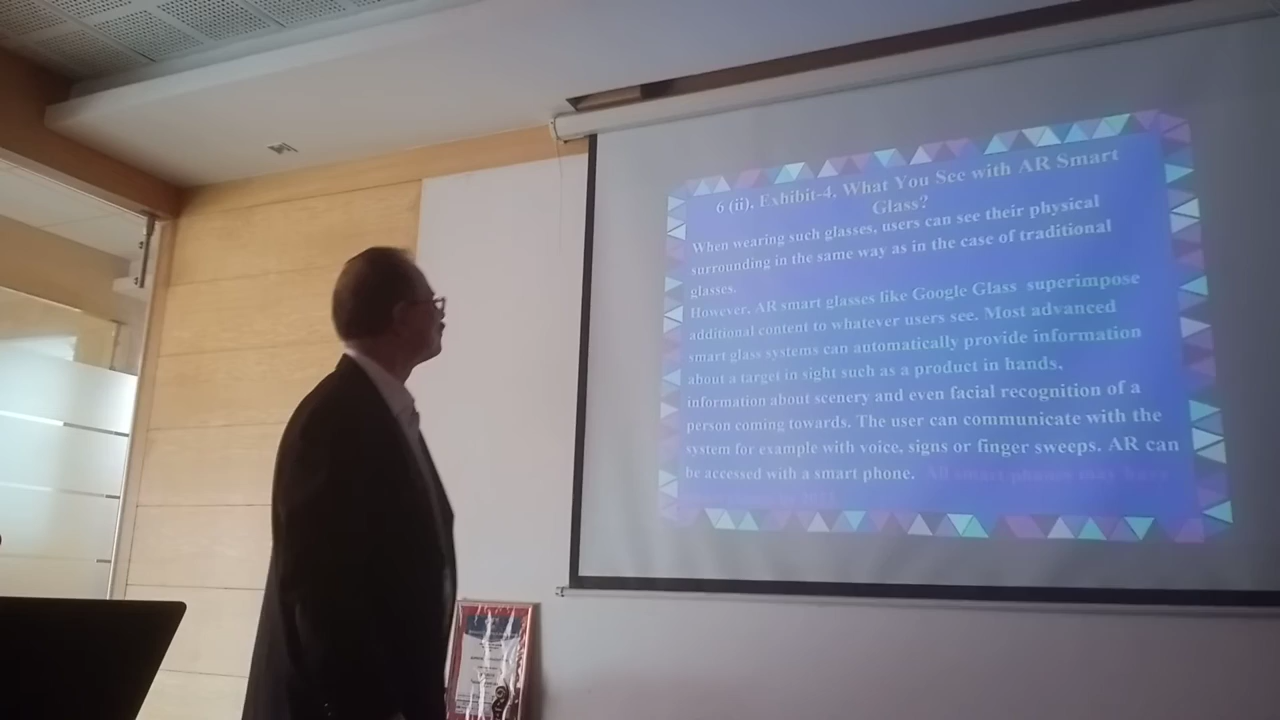 6 (ii). Exhibit-4. What You See with AR Smart
Glass?
When wearing such glasses, users can see their physical
surrounding in the same way as in the case of traditional
glasses.
However, AR smart glasses like Google Glass superimpose
additional content to whatever users see. Most advanced
smart glass systems can automatically provide information
about a target in sight such as a product in hands,
information about scenery and even facial recognition of a
person coming towards. The user can communicate with the
system for example with voice, signs or finger sweeps. AR can
be accessed with a smart phone. AR smart phones may have